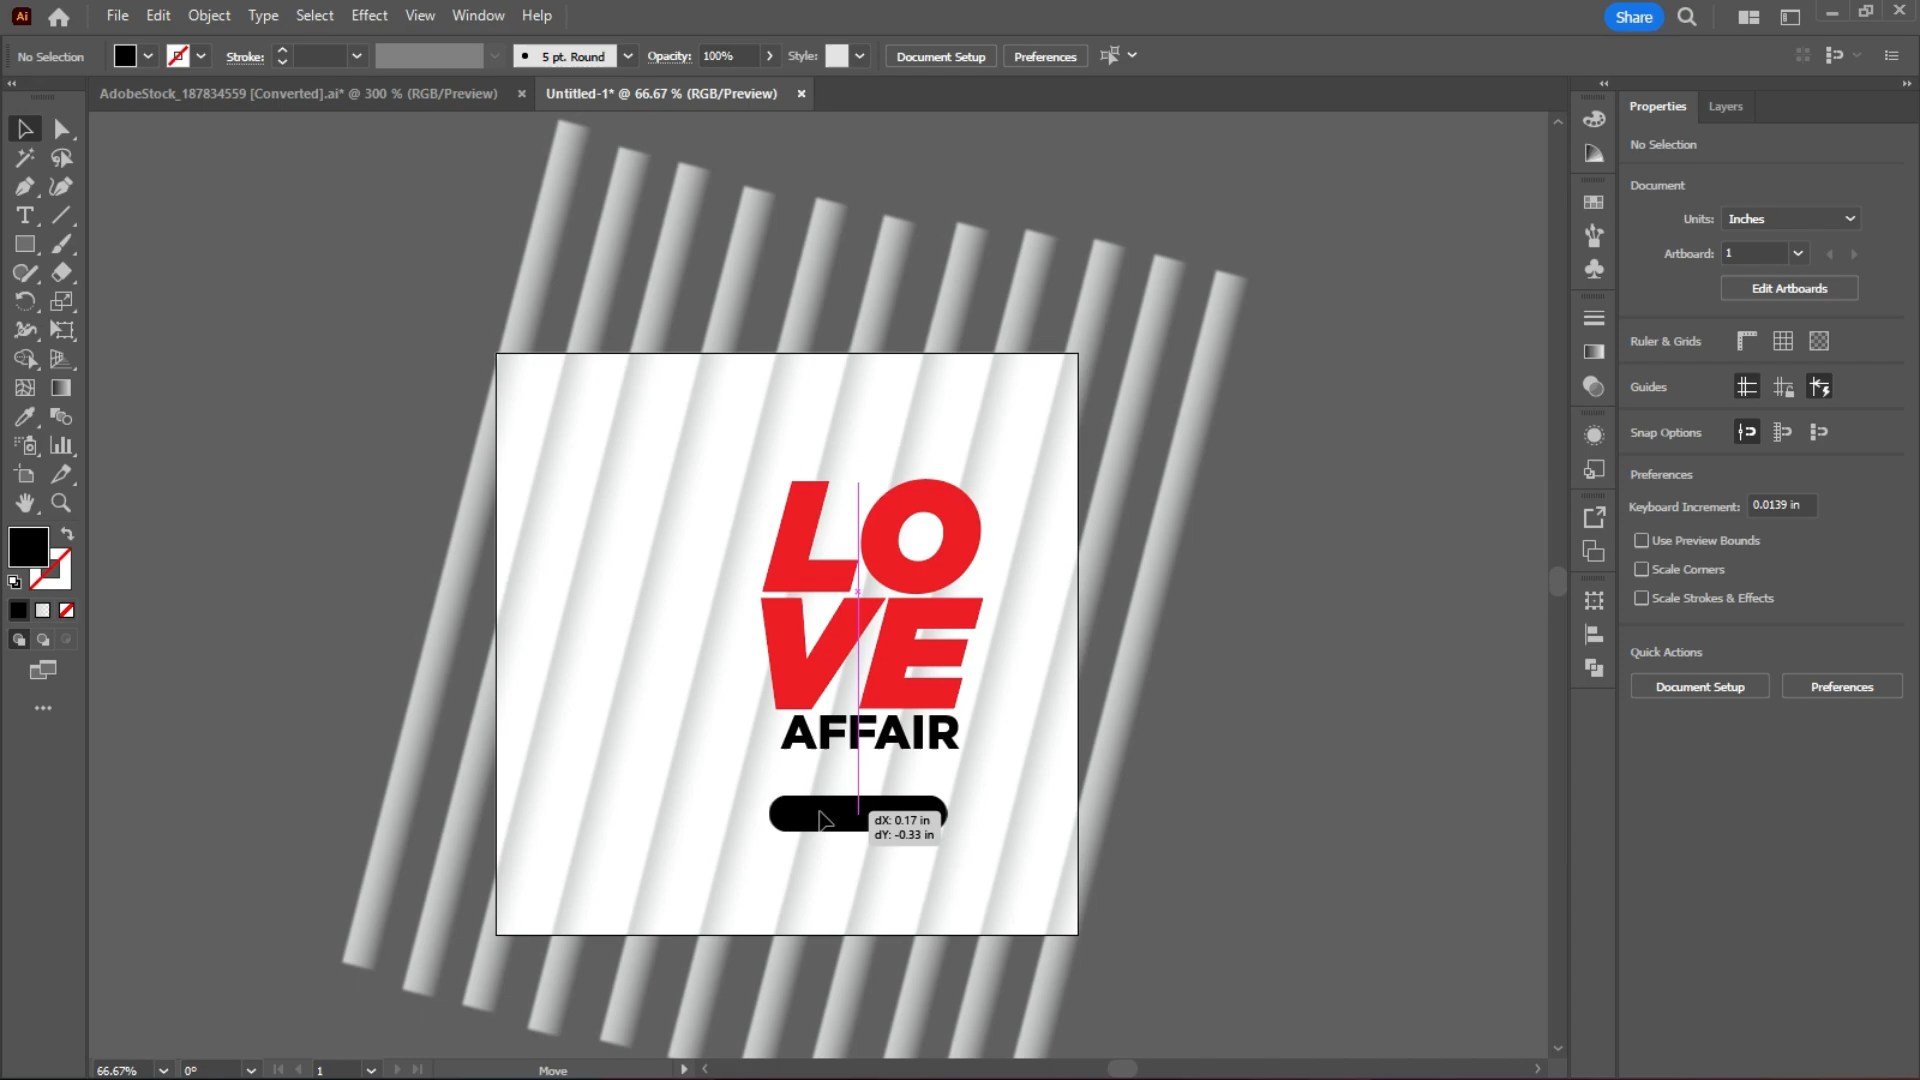 Ai File Edit Object Type Select Effect View Window Help Share
No Selection Stroke: 5 pt. Round Opacity: 100% Style: Document Setup Preferences
AdobeStock_187834559 [Converted].ai* @ 300 % (RGB/Preview) Untitled-1* @ 66.67 % (RGB/Preview)
Properties Layers
No Selection
Document
Units: Inches
Artboard: 1
Edit Artboards
Ruler & Grids
Guides
Snap Options
Preferences
Keyboard Increment: 0.0139 in
Use Preview Bounds
Scale Corners
Scale Strokes & Effects
Quick Actions
Document Setup Preferences
LO
VE
AFFAIR
dX: 0.17 in
dY: -0.33 in
66.67% 0° 1 Move